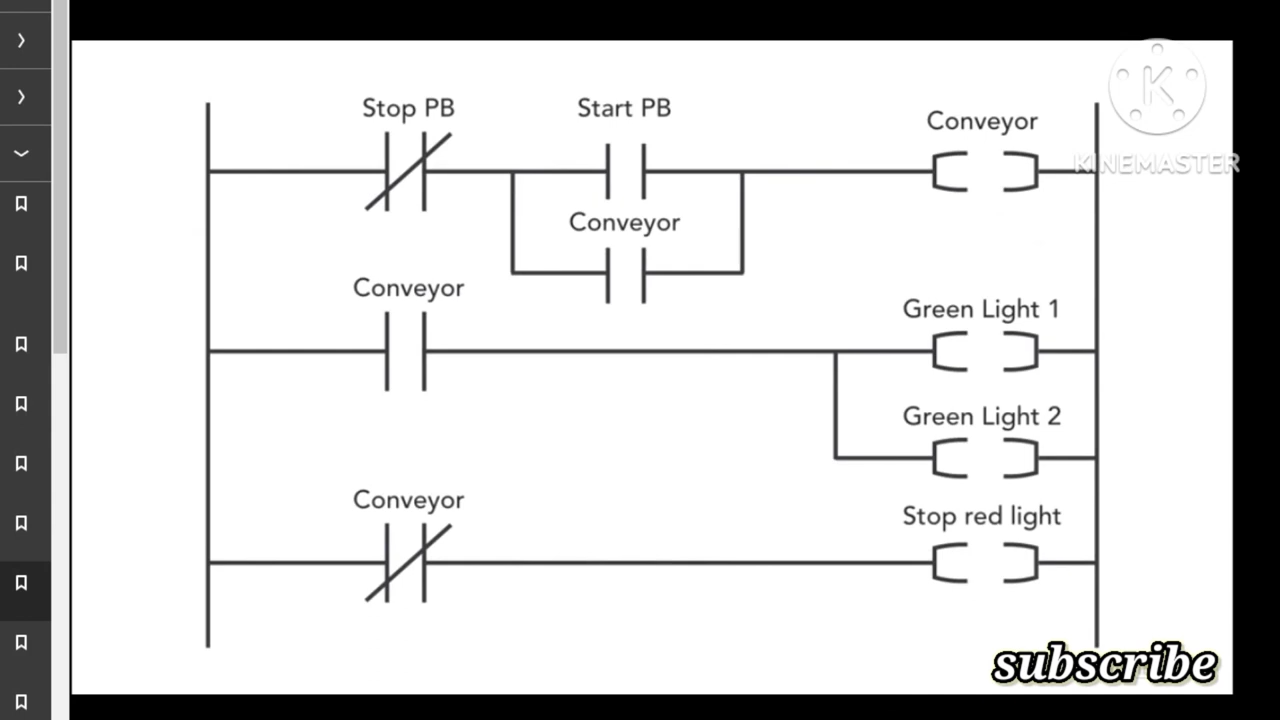 Stop PB
Start PB
Conveyor
K
KINEMASTER
Conveyor
Conveyor
Green Light 1
Green Light 2
Conveyor
Stop red light
subscribe